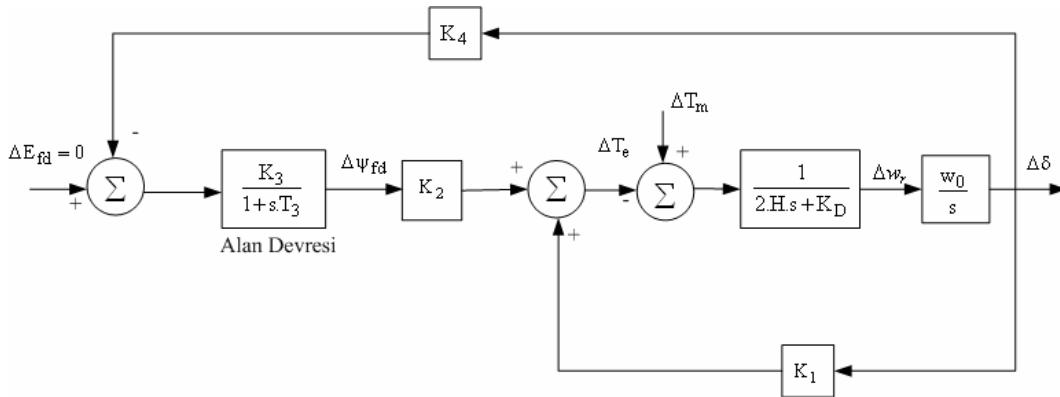 K4
-
ΔTm
ΔEfd = 0
+
Σ
K3
1+s.T3
Alan Devresi
Δψfd
K2
+
Σ
+
ΔTe
-
+
Σ
1
2.H.s+KD
Δwr
w0
s
Δδ
K1